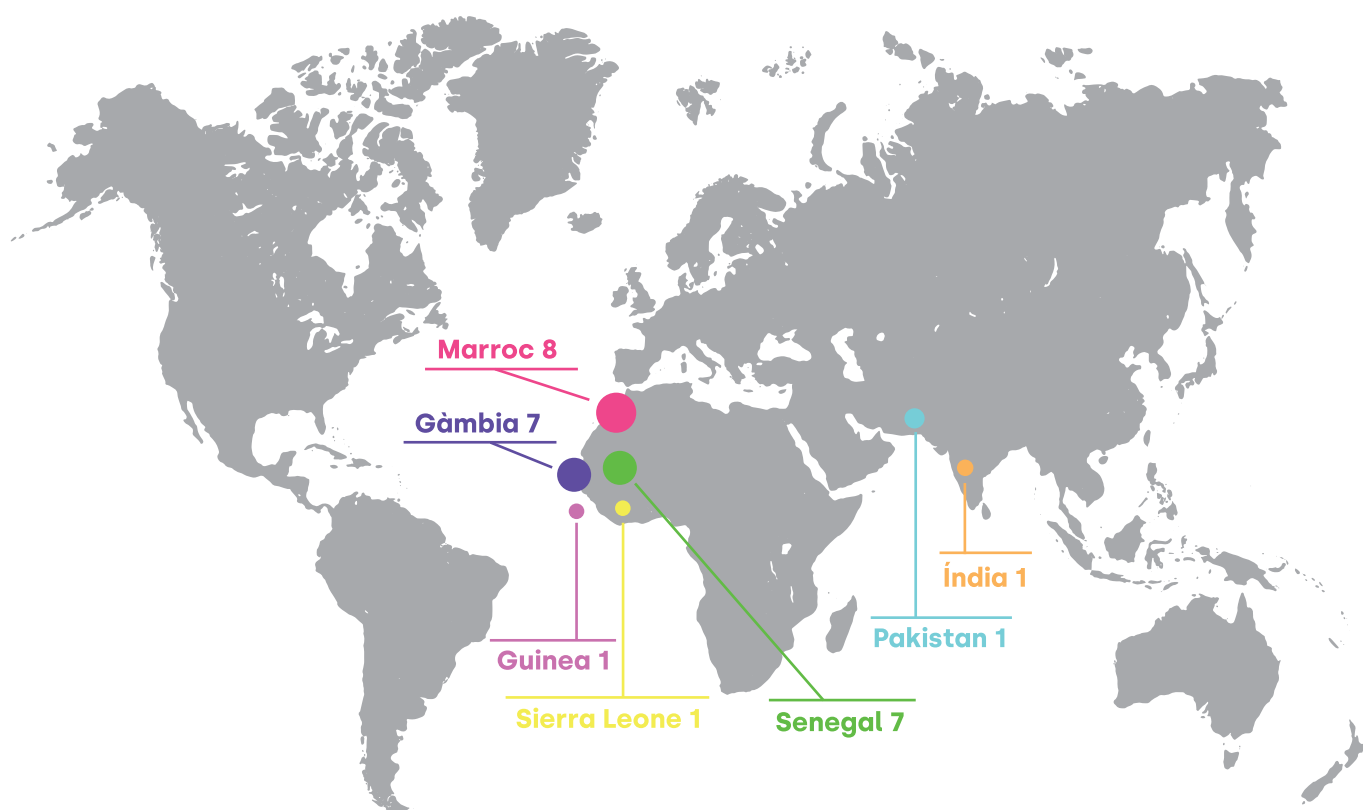 Marroc 8
Gàmbia 7
Índia 1
Pakistan 1
Guinea 1
Sierra Leone 1
Senegal 7